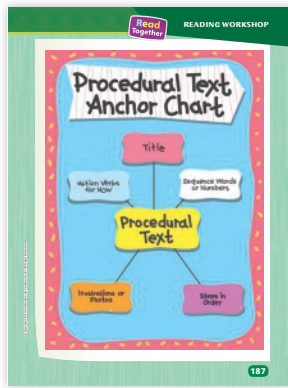 Read
Together
READING WORKSHOP
Procedural Text
Anchor Chart
Title
Action Verbs
for Now
Sequence Words
or Numbers
Procedural
Text
Illustrations or
Photos
Steps in
Order
187